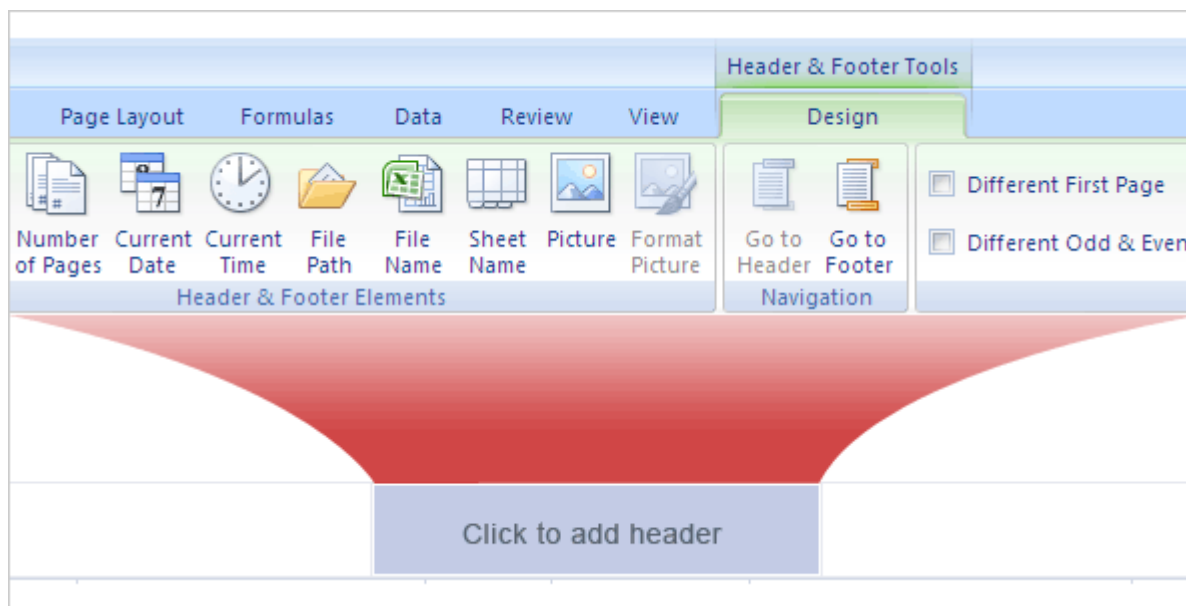 Header & Footer Tools
Page Layout Formulas Data Review View Design
Number of Pages
Current Date
Current Time
File Path
File Name
Sheet Name
Picture
Format Picture
Go to Header
Go to Footer
Different First Page
Different Odd & Even
Header & Footer Elements
Navigation
Click to add header